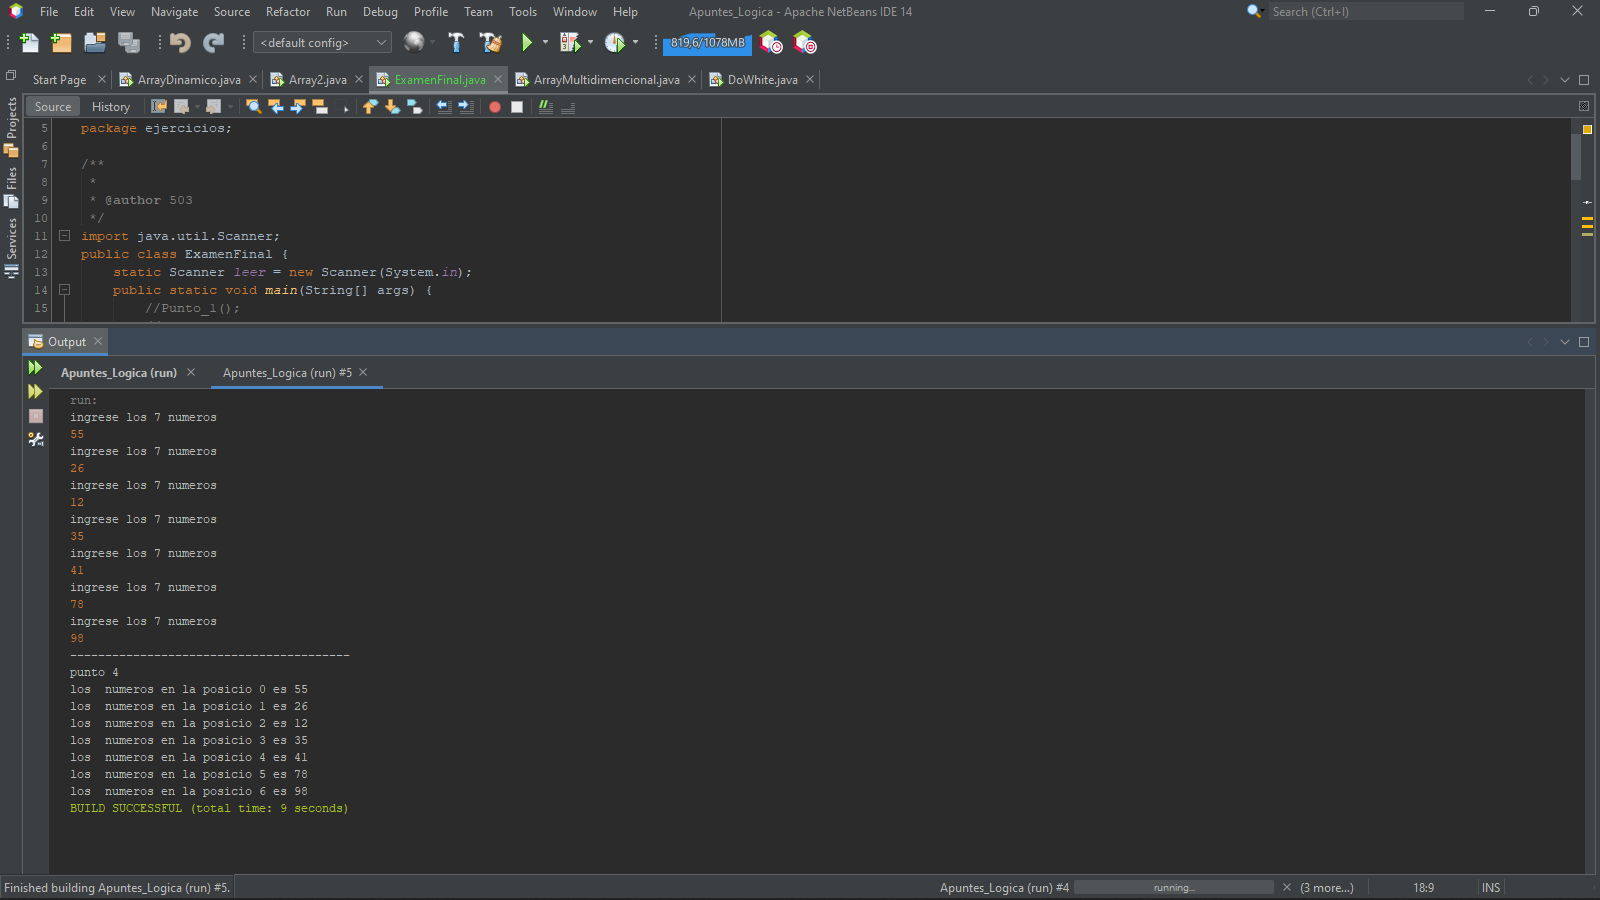 File Edit View Navigate Source Refactor Run Debug Profile Team Tools Window Help Apuntes_Logica - Apache NetBeans IDE 14 Search (Ctrl+I)
<default config> 819,6/1078MB
Start Page ArrayDinamico.java Array2.java ExamenFinal.java ArrayMultidimencional.java DoWhite.java
Source History
Projects
Files
Services
5 package ejercicios;
6
7 /**
8 *
9 * @author 503
10 */
11 import java.util.Scanner;
12 public class ExamenFinal {
13 static Scanner leer = new Scanner(System.in);
14 public static void main(String[] args) {
15 //Punto_1();
Output
Apuntes_Logica (run) Apuntes_Logica (run) #5
run:
ingrese los 7 numeros
55
ingrese los 7 numeros
26
ingrese los 7 numeros
12
ingrese los 7 numeros
35
ingrese los 7 numeros
41
ingrese los 7 numeros
78
ingrese los 7 numeros
98
----------------------------------------
punto 4
los  numeros en la posicio 0 es 55
los  numeros en la posicio 1 es 26
los  numeros en la posicio 2 es 12
los  numeros en la posicio 3 es 35
los  numeros en la posicio 4 es 41
los  numeros en la posicio 5 es 78
los  numeros en la posicio 6 es 98
BUILD SUCCESSFUL (total time: 9 seconds)
Finished building Apuntes_Logica (run) #5. Apuntes_Logica (run) #4 running... (3 more...) 18:9 INS